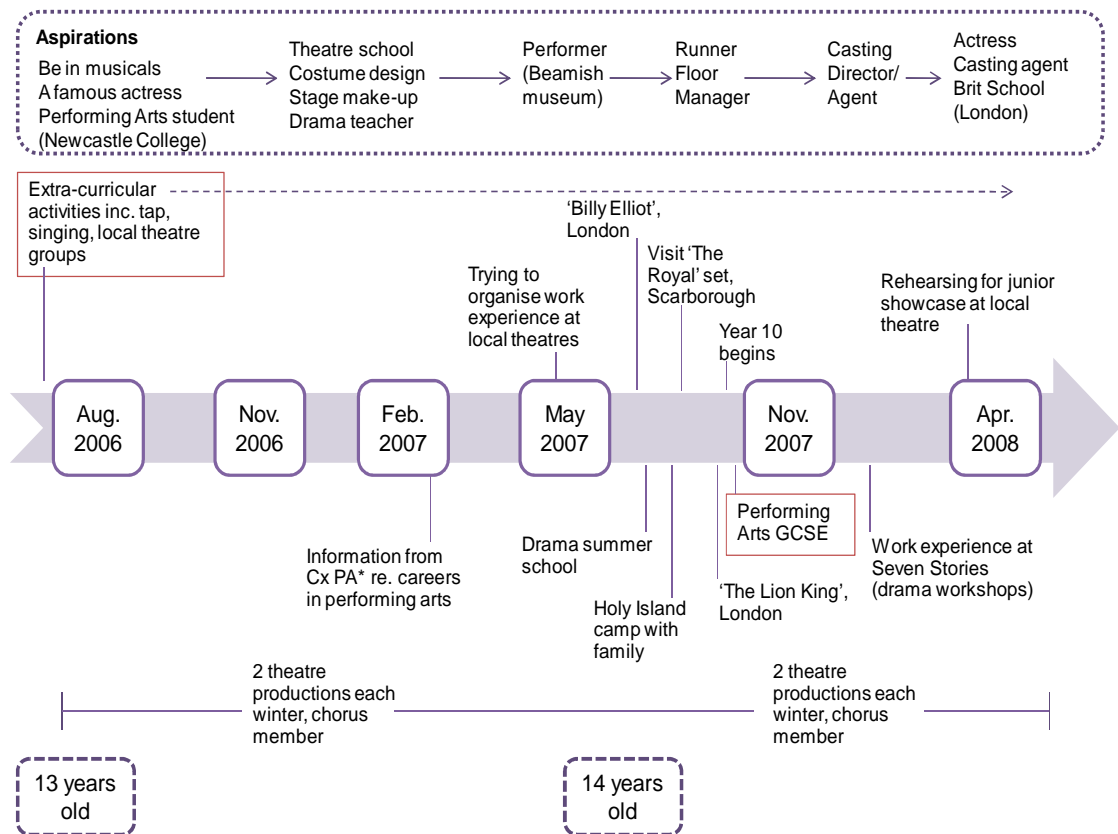 Aspirations
Be in musicals
A famous actress
Performing Arts student
(Newcastle College)
Theatre school
Costume design
Stage make-up
Drama teacher
Performer
(Beamish
museum)
Runner
Floor
Manager
Casting
Director/
Agent
Actress
Casting agent
Brit School
(London)
Extra-curricular
activities inc. tap,
singing, local theatre
groups
Trying to
organise work
experience at
local theatres
‘Billy Elliot’,
London
Visit ‘The
Royal’ set,
Scarborough
Year 10
begins
Rehearsing for junior
showcase at local
theatre
Aug.
2006
Nov.
2006
Feb.
2007
May
2007
Nov.
2007
Apr.
2008
Information from
Cx PA* re. careers
in performing arts
Drama summer
school
Holy Island
camp with
family
‘The Lion King’,
London
Performing
Arts GCSE
Work experience at
Seven Stories
(drama workshops)
2 theatre
productions each
winter, chorus
member
2 theatre
productions each
winter, chorus
member
13 years
old
14 years
old